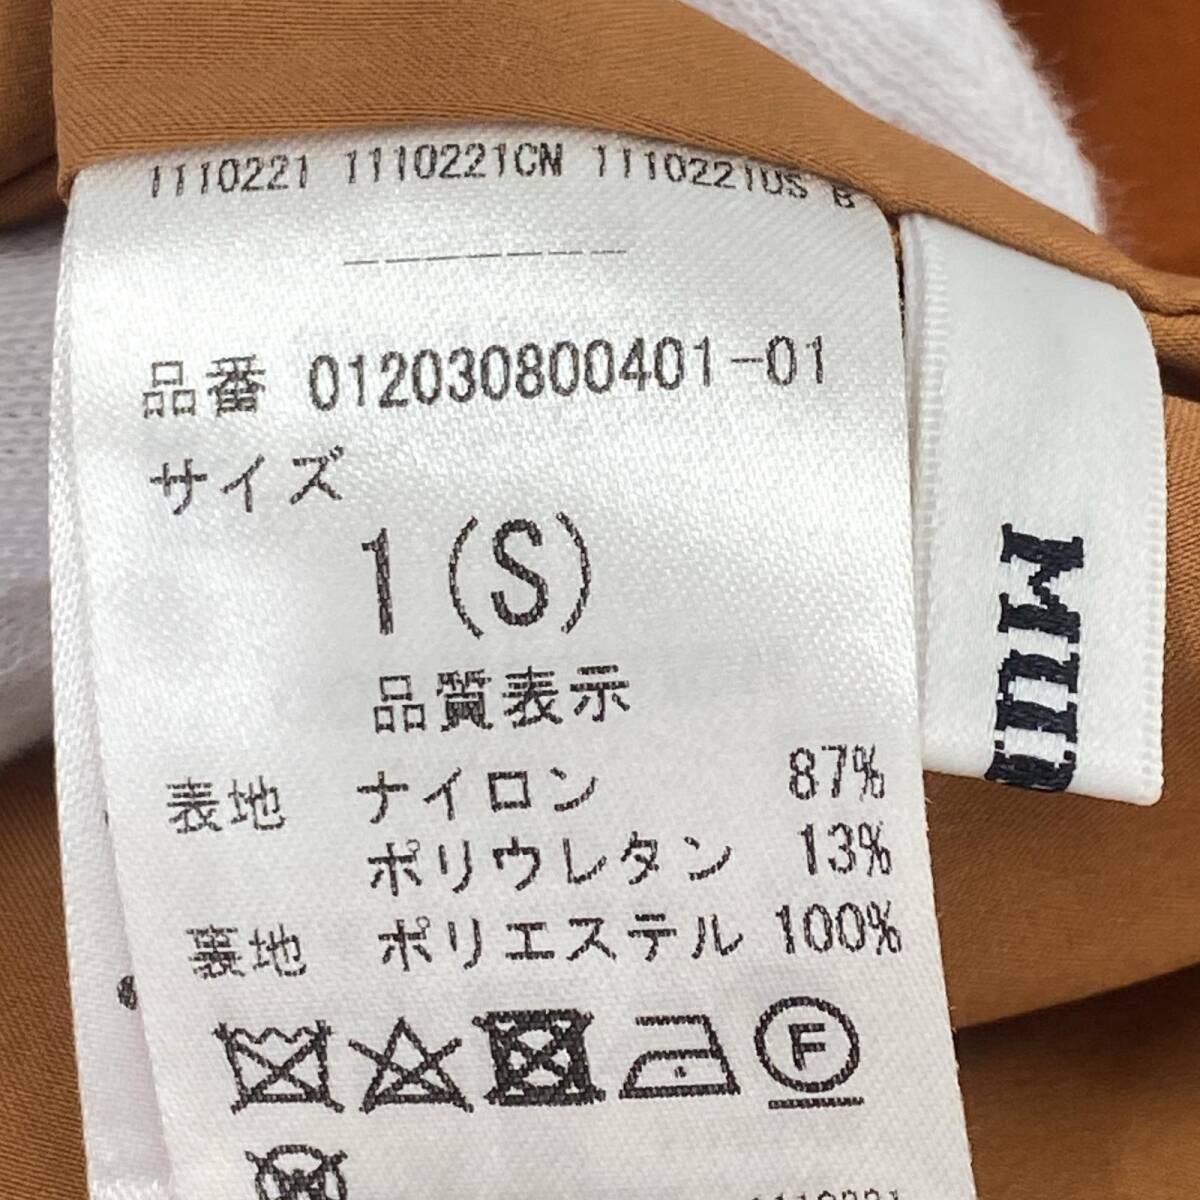 1110221 1110221CN 1110221US B
品番 012030800401-01
サイズ
1(S)
品質表示
表地 ナイロン 87%
ポリウレタン 13%
裏地 ポリエステル 100%
F